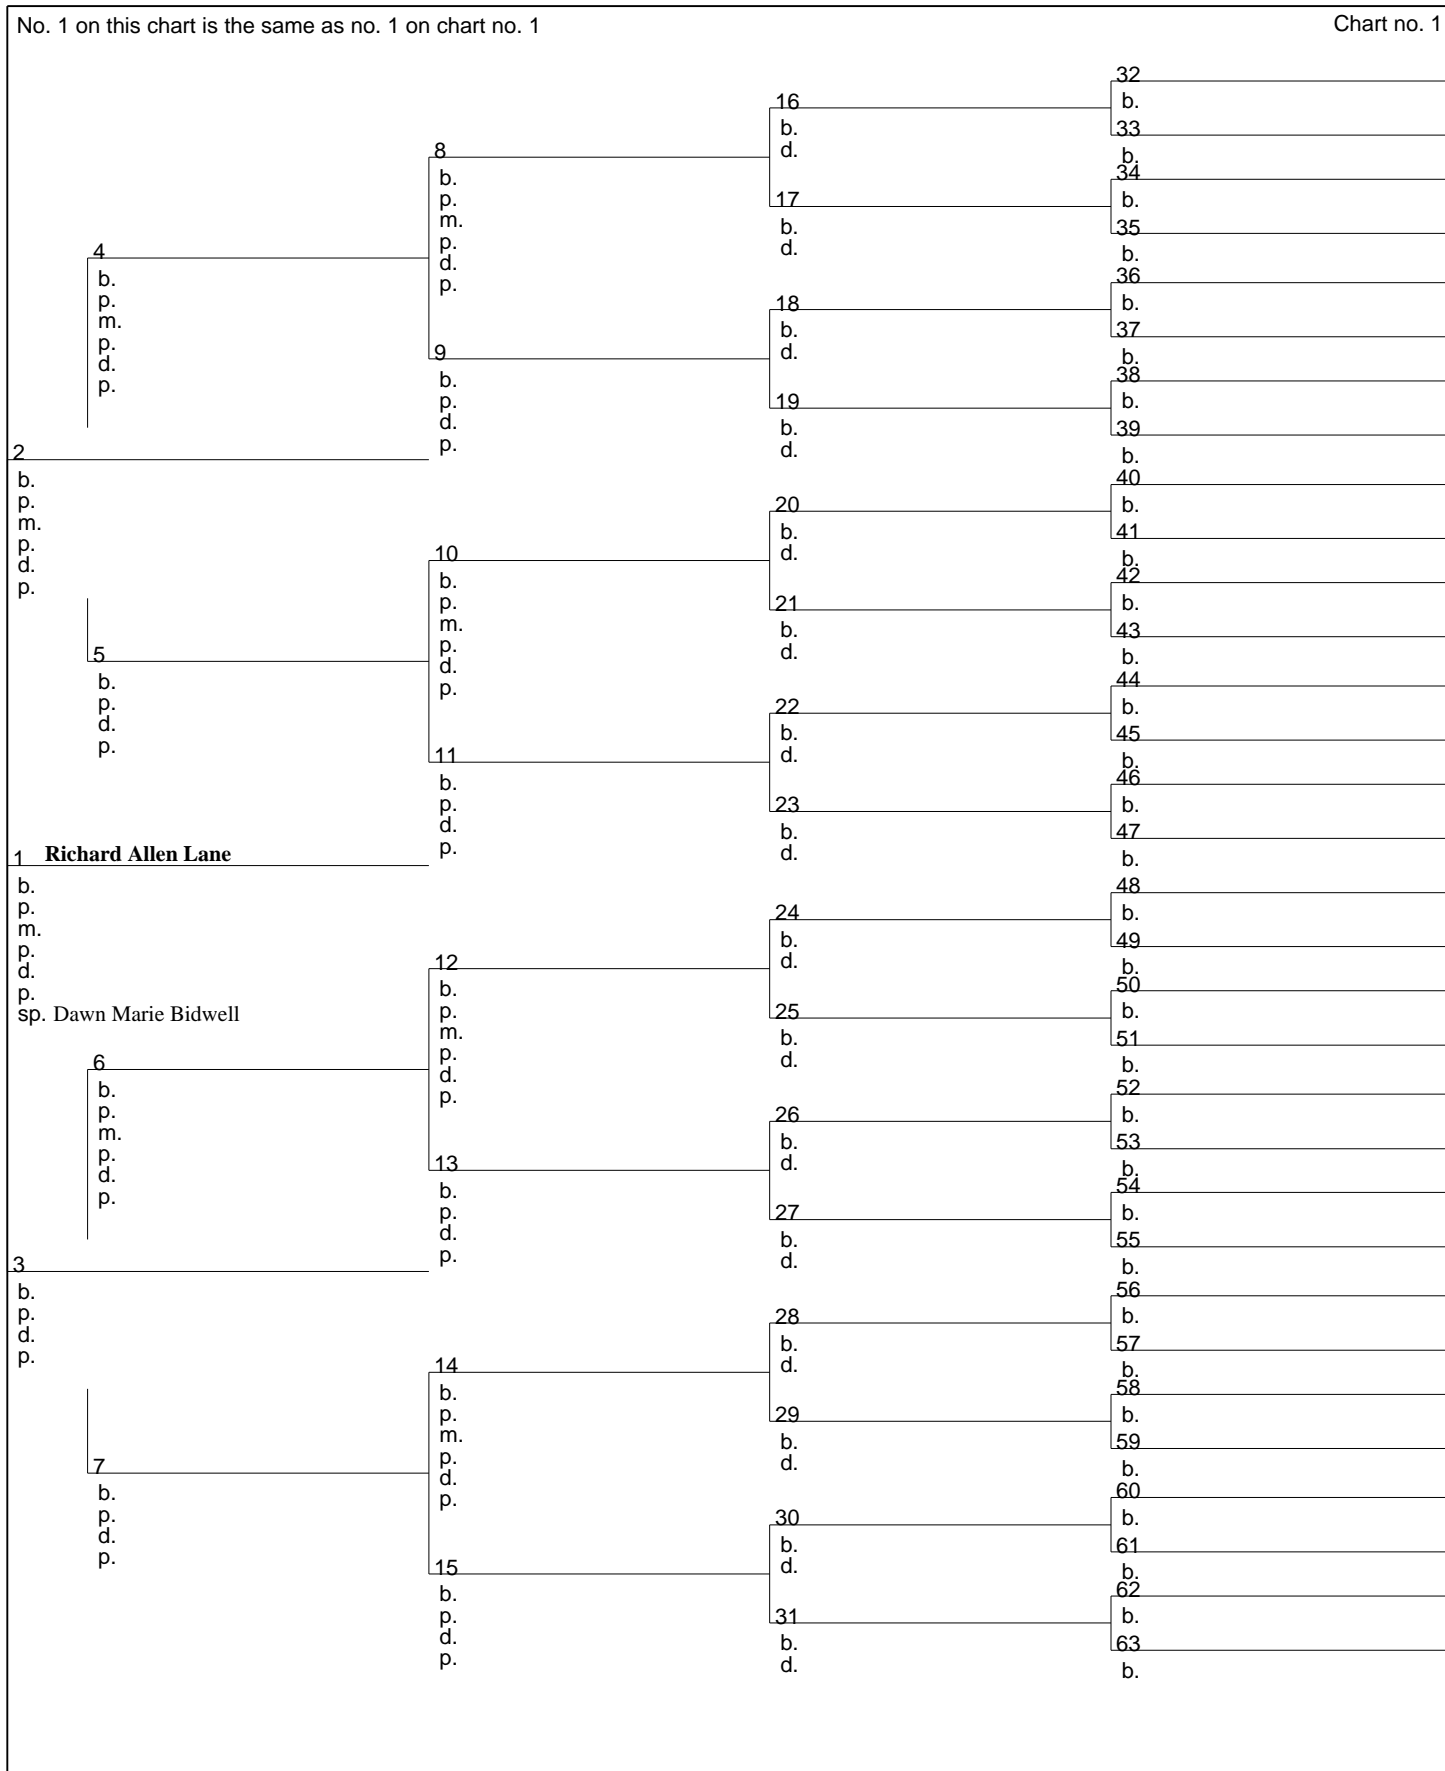 No. 1 on this chart is the same as no. 1 on chart no. 1
Chart no. 1
2
b.
p.
m.
p.
d.
p.
1 Richard Allen Lane
b.
p.
m.
p.
d.
p.
sp. Dawn Marie Bidwell
3
b.
p.
d.
p.
4
b.
p.
m.
p.
d.
p.
5
b.
p.
d.
p.
6
b.
p.
m.
p.
d.
p.
7
b.
p.
d.
p.
8
b.
p.
m.
p.
d.
p.
9
b.
p.
d.
p.
10
b.
p.
m.
p.
d.
p.
11
b.
p.
d.
p.
12
b.
p.
m.
p.
d.
p.
13
b.
p.
d.
p.
14
b.
p.
m.
p.
d.
p.
15
b.
p.
d.
p.
16
b.
d.
17
b.
d.
18
b.
d.
19
b.
d.
20
b.
d.
21
b.
d.
22
b.
d.
23
b.
d.
24
b.
d.
25
b.
d.
26
b.
d.
27
b.
d.
28
b.
d.
29
b.
d.
30
b.
d.
31
b.
d.
32
b.
33
b.
34
b.
35
b.
36
b.
37
b.
38
b.
39
b.
40
b.
41
b.
42
b.
43
b.
44
b.
45
b.
46
b.
47
b.
48
b.
49
b.
50
b.
51
b.
52
b.
53
b.
54
b.
55
b.
56
b.
57
b.
58
b.
59
b.
60
b.
61
b.
62
b.
63
b.